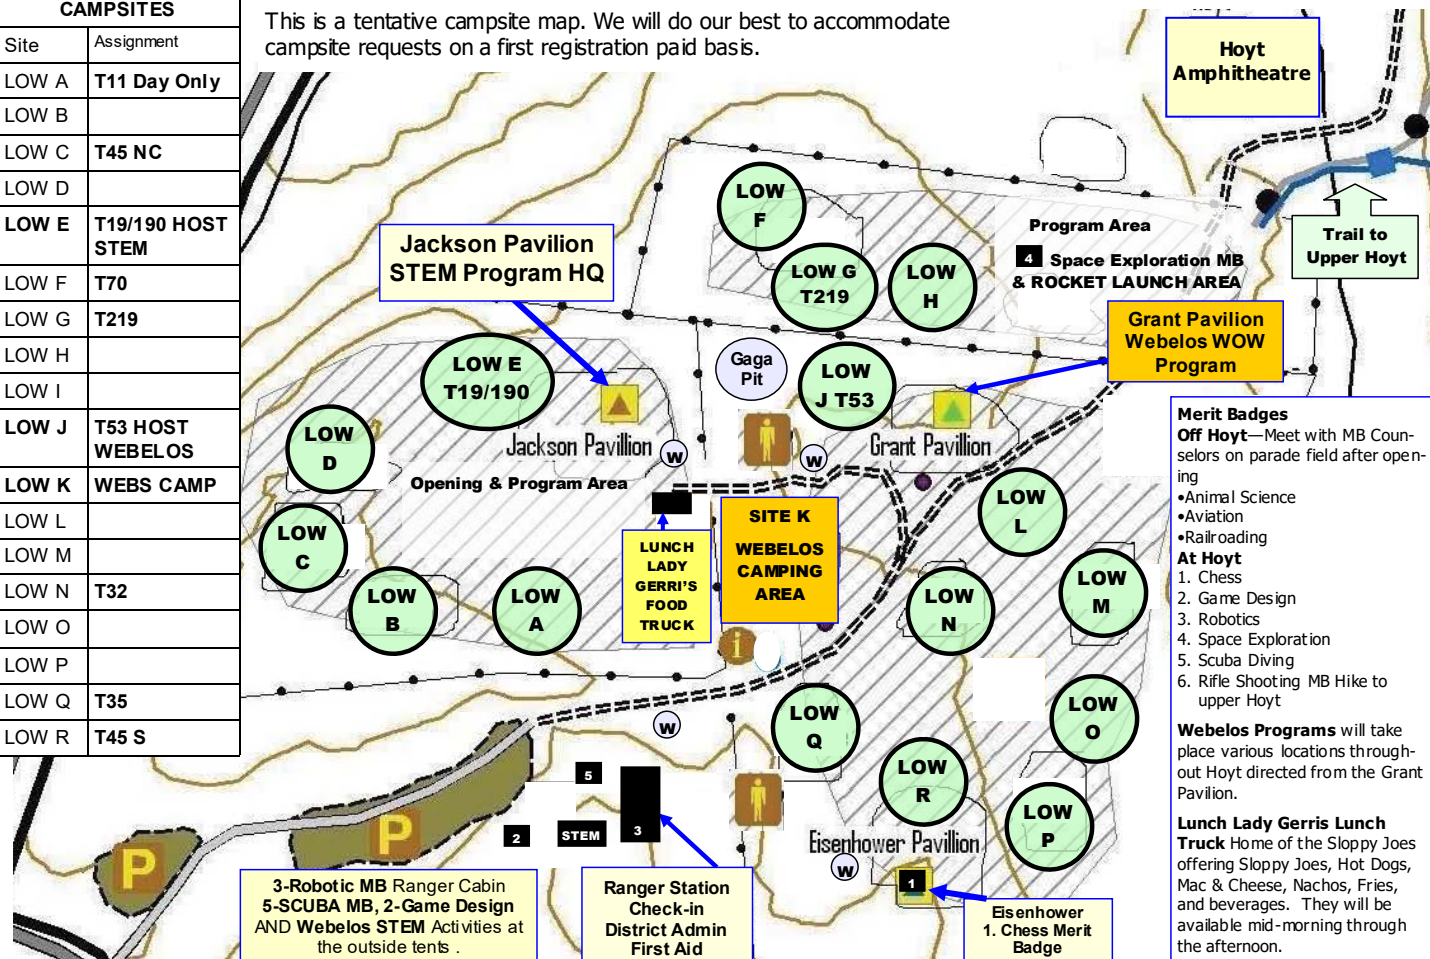 CAMPSITES
Site Assignment
LOW A T11 Day Only
LOW B
LOW C T45 NC
LOW D
LOW E T19/190 HOST
STEM
LOW F T70
LOW G T219
LOW H
LOW I
LOW J T53 HOST
WEBELOS
LOW K WEBS CAMP
LOW L
LOW M
LOW N T32
LOW O
LOW P
LOW Q T35
LOW R T45 S
This is a tentative campsite map. We will do our best to accommodate
campsite requests on a first registration paid basis.
Hoyt
Amphitheatre
Trail to
Upper Hoyt
LOW
F
LOW G
T219
LOW
H
Program Area
4 Space Exploration MB
& ROCKET LAUNCH AREA
Jackson Pavilion
STEM Program HQ
Grant Pavilion
Webelos WOW
Program
LOW E
T19/190
Gaga
Pit
LOW
J T53
Jackson Pavillion
W
W
Grant Pavillion
LOW
D
Opening & Program Area
LOW
C
LOW
B
LOW
A
LUNCH
LADY
GERRI'S
FOOD
TRUCK
SITE K
WEBELOS
CAMPING
AREA
i
LOW
L
LOW
M
LOW
N
LOW
O
LOW
Q
LOW
R
LOW
P
W
5
2
STEM
3
P
P
Eisenhower Pavillion
W
1
3-Robotic MB Ranger Cabin
5-SCUBA MB, 2-Game Design
AND Webelos STEM Activities at
the outside tents .
Ranger Station
Check-in
District Admin
First Aid
Eisenhower
1. Chess Merit
Badge
Merit Badges
Off Hoyt—Meet with MB Coun-
selors on parade field after open-
ing
•Animal Science
•Aviation
•Railroading
At Hoyt
1. Chess
2. Game Design
3. Robotics
4. Space Exploration
5. Scuba Diving
6. Rifle Shooting MB Hike to
upper Hoyt
Webelos Programs will take
place various locations through-
out Hoyt directed from the Grant
Pavilion.
Lunch Lady Gerris Lunch
Truck Home of the Sloppy Joes
offering Sloppy Joes, Hot Dogs,
Mac & Cheese, Nachos, Fries,
and beverages. They will be
available mid-morning through
the afternoon.